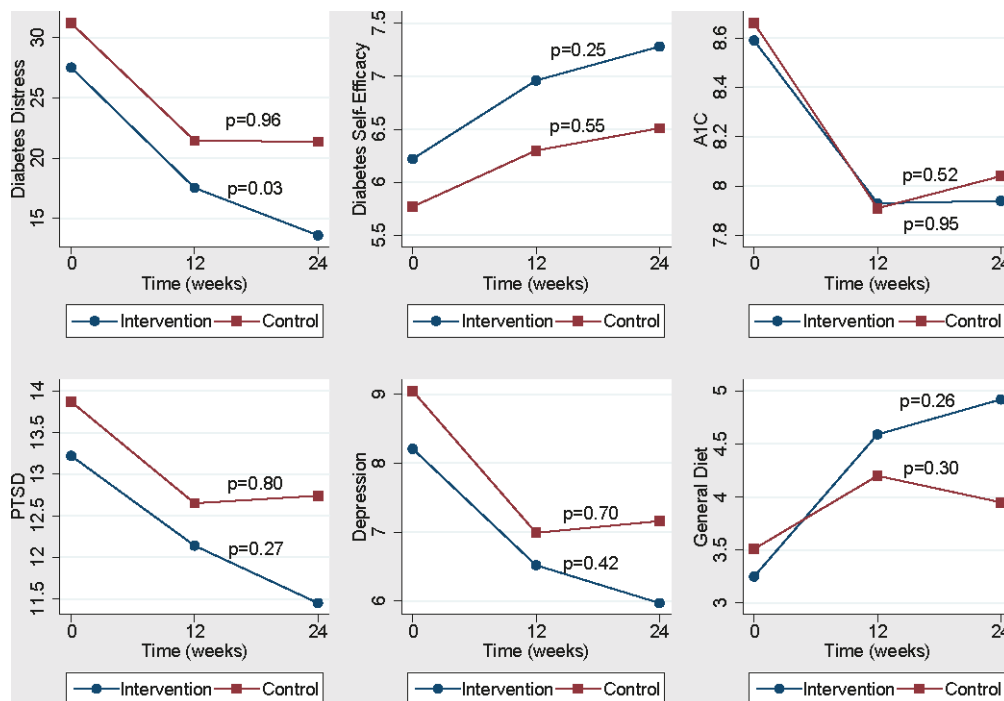 Diabetes Distress
30
25
20
15
p=0.96
p=0.03
0 12 24
Time (weeks)
Intervention Control
Diabetes Self-Efficacy
7.5
7
6.5
6
5.5
p=0.25
p=0.55
0 12 24
Time (weeks)
Intervention Control
A1C
8.6
8.4
8.2
8
7.8
p=0.52
p=0.95
0 12 24
Time (weeks)
Intervention Control
PTSD
14
13.5
13
12.5
12
11.5
p=0.80
p=0.27
0 12 24
Time (weeks)
Intervention Control
Depression
9
8
7
6
p=0.70
p=0.42
0 12 24
Time (weeks)
Intervention Control
General Diet
5
4.5
4
3.5
3
p=0.26
p=0.30
0 12 24
Time (weeks)
Intervention Control